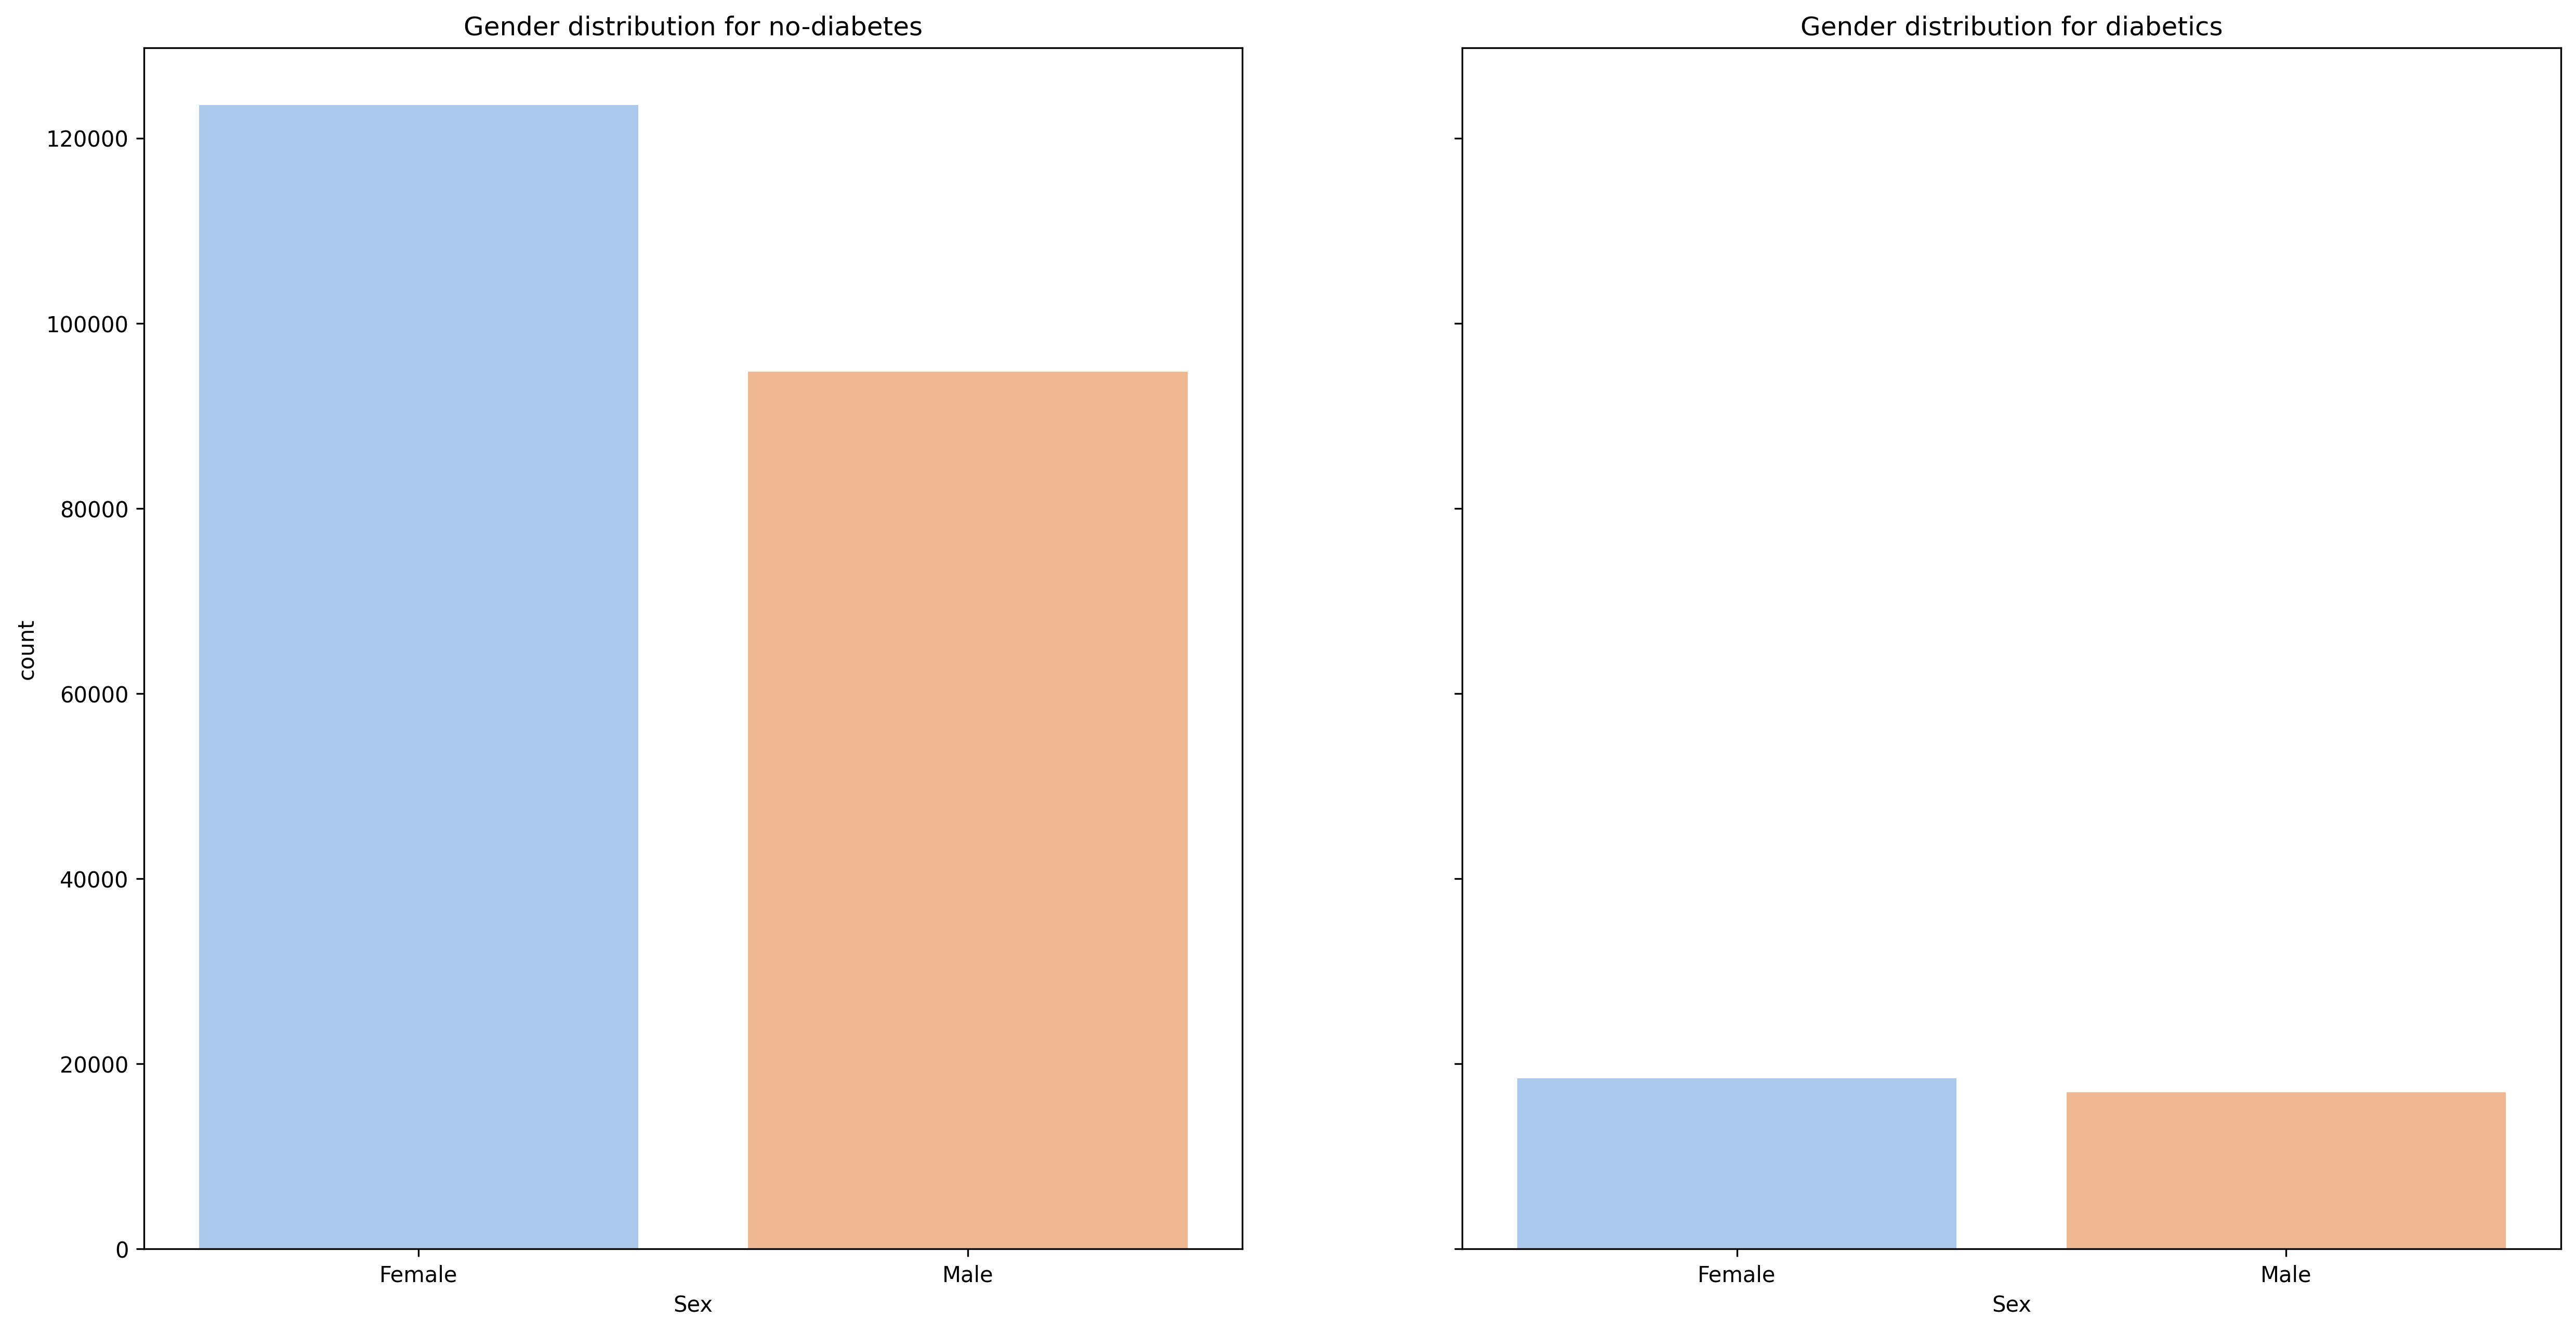 Gender distribution for no-diabetes
120000
100000
80000
60000
40000
20000
0
count
Female Male
Sex
Gender distribution for diabetics
Female Male
Sex